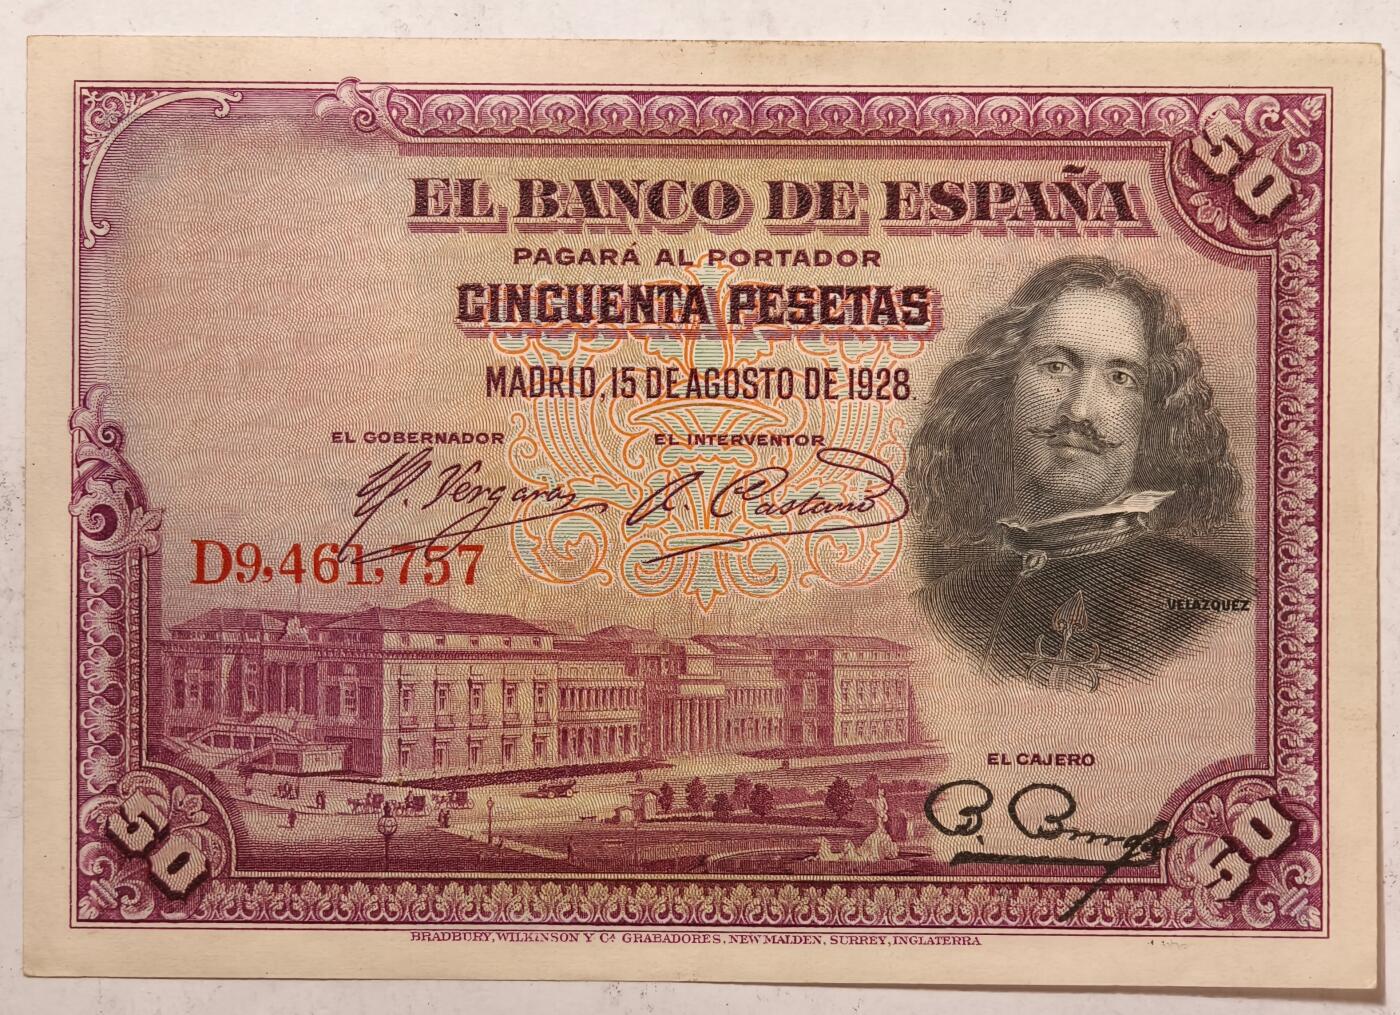 50
EL BANCO DE ESPAÑA
PAGARÁ AL PORTADOR
CINCUENTA PESETAS
MADRID, 15 DE AGOSTO DE 1928.
EL GOBERNADOR
EL INTERVENTOR
D9,461,757
VELAZQUEZ
EL CAJERO
50
50
BRADBURY, WILKINSON Y Cª GRABADORES, NEW MALDEN, SURREY, INGLATERRA